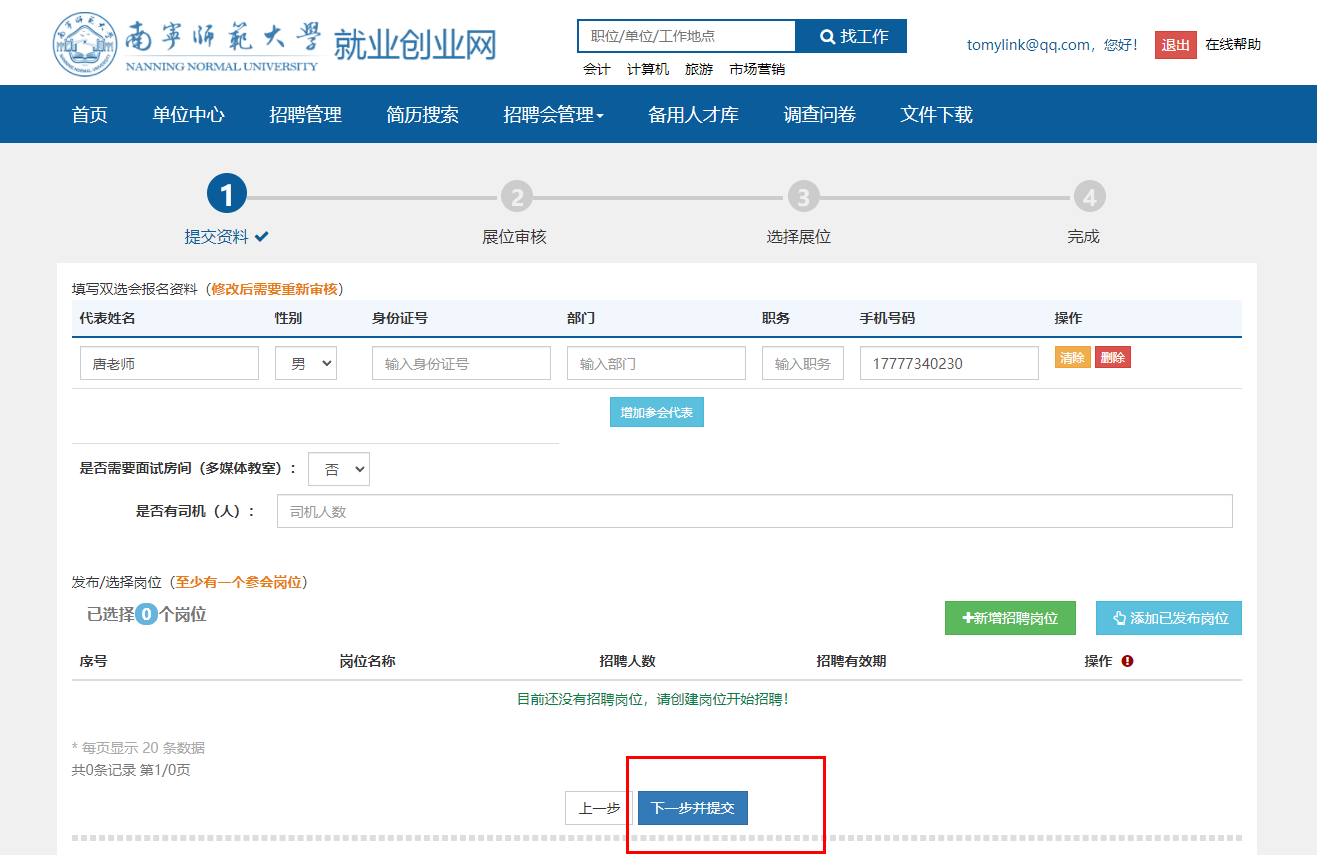 南宁师范大学
NANNING NORMAL UNIVERSITY
就业创业网
职位/单位/工作地点
找工作
会计 计算机 旅游 市场营销
tomylink@qq.com，您好！ 退出 在线帮助
首页 单位中心 招聘管理 简历搜索 招聘会管理 备用人才库 调查问卷 文件下载
1 2 3 4
提交资料 展位审核 选择展位 完成
填写双选会报名资料（修改后需要重新审核）
代表姓名 性别 身份证号 部门 职务 手机号码 操作
唐老师 男 输入身份证号 输入部门 输入职务 17777340230 清除 删除
增加参会代表
是否需要面试房间（多媒体教室）： 否
是否有司机（人）： 司机人数
发布/选择岗位（至少有一个参会岗位）
已选择0个岗位
新增招聘岗位 添加已发布岗位
序号 岗位名称 招聘人数 招聘有效期 操作
目前还没有招聘岗位，请创建岗位开始招聘！
* 每页显示 20 条数据
共0条记录 第1/0页
上一步 下一步并提交